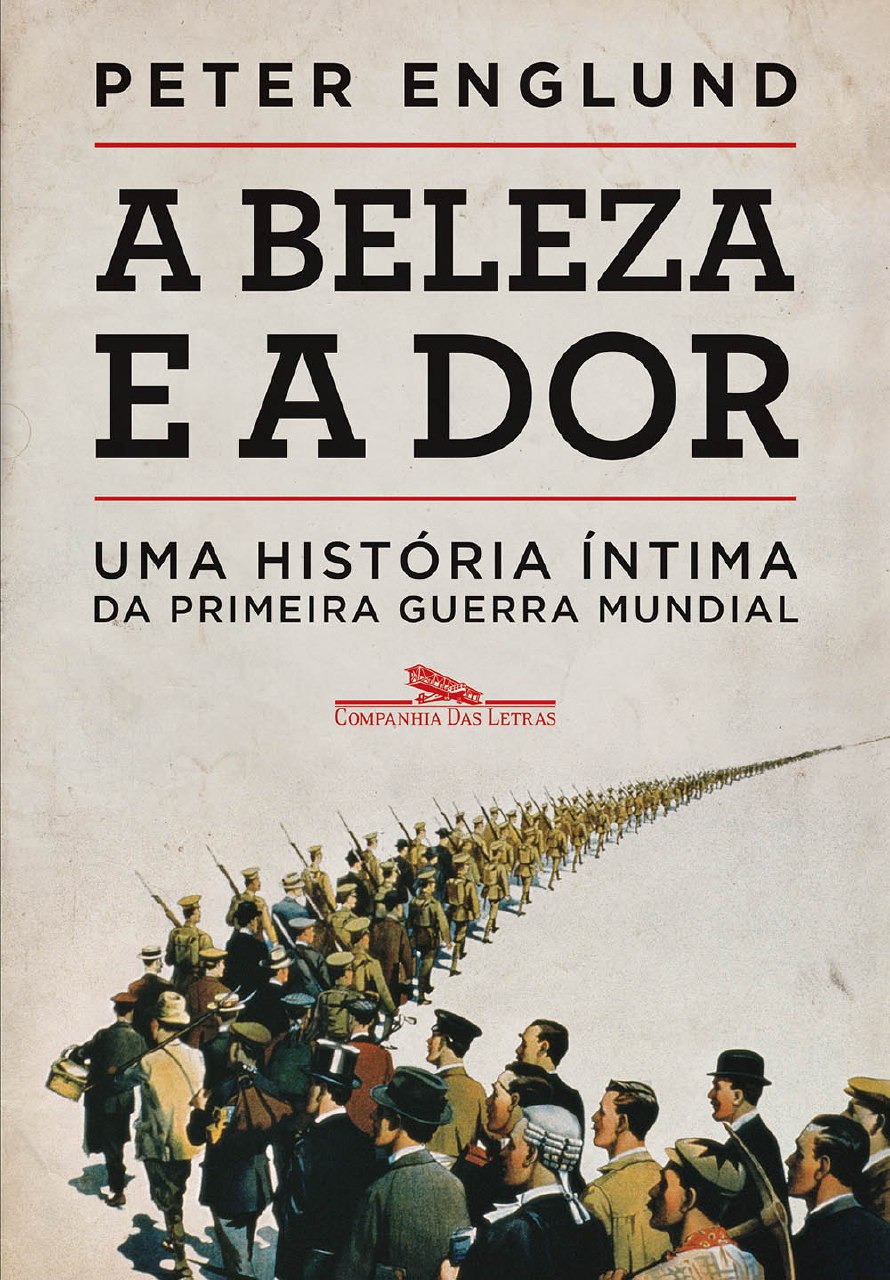 PETER ENGLUND
A BELEZA
E A DOR
UMA HISTÓRIA ÍNTIMA
DA PRIMEIRA GUERRA MUNDIAL
COMPANHIA DAS LETRAS